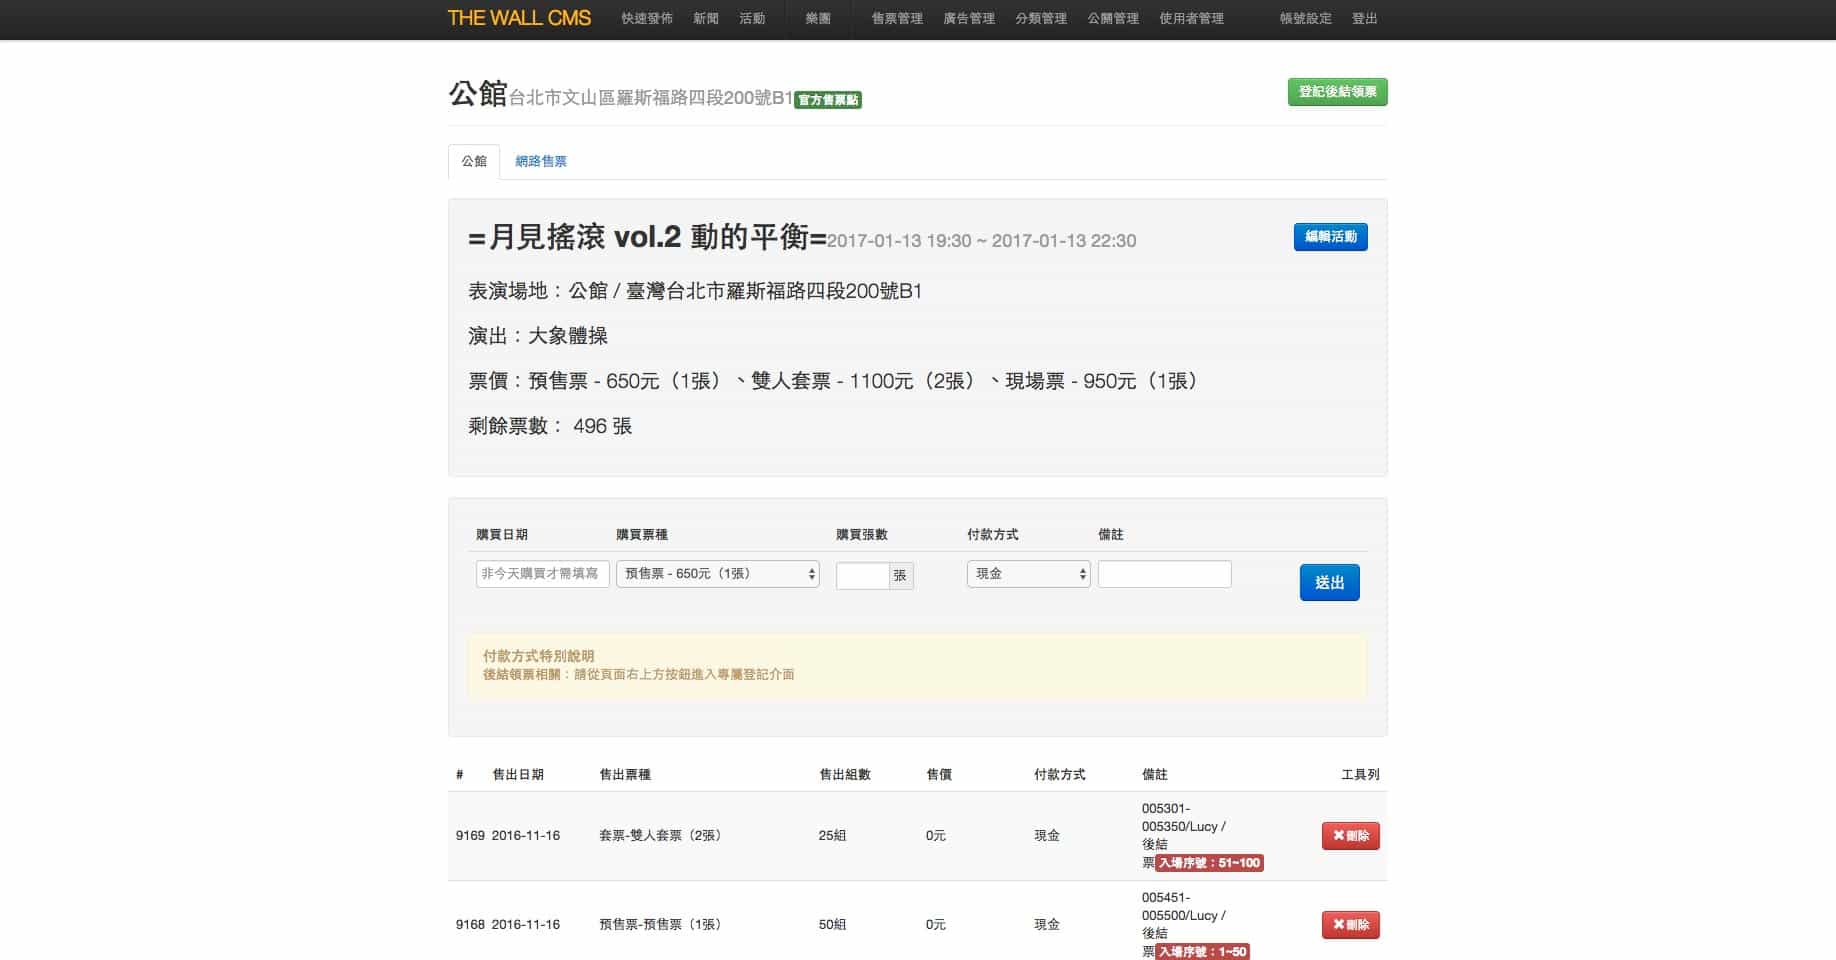 THE WALL CMS 快速發佈 新聞 活動 樂團 售票管理 廣告管理 分類管理 公關管理 使用者管理 帳號設定 登出
公館 台北市文山區羅斯福路四段200號B1 官方售票點 登記後結領票
公館 網路售票
=月見搖滾 vol.2 動的平衡= 2017-01-13 19:30 ~ 2017-01-13 22:30 編輯活動
表演場地：公館 / 臺灣台北市羅斯福路四段200號B1
演出：大象體操
票價：預售票 - 650元（1張）、雙人套票 - 1100元（2張）、現場票 - 950元（1張）
剩餘票數： 496 張
購買日期 購買票種 購買張數 付款方式 備註
非今天購買才需填寫 預售票 - 650元（1張） 張 現金 送出
付款方式特別說明
後結領票相關：請從頁面右上方按鈕進入專屬登記介面
# 售出日期 售出票種 售出組數 售價 付款方式 備註 工具列
9169 2016-11-16 套票-雙人套票（2張） 25組 0元 現金
005301-
005350/Lucy /
後結
票 入場序號：51~100
✖刪除
9168 2016-11-16 預售票-預售票（1張） 50組 0元 現金
005451-
005500/Lucy /
後結
票 入場序號：1~50
✖刪除